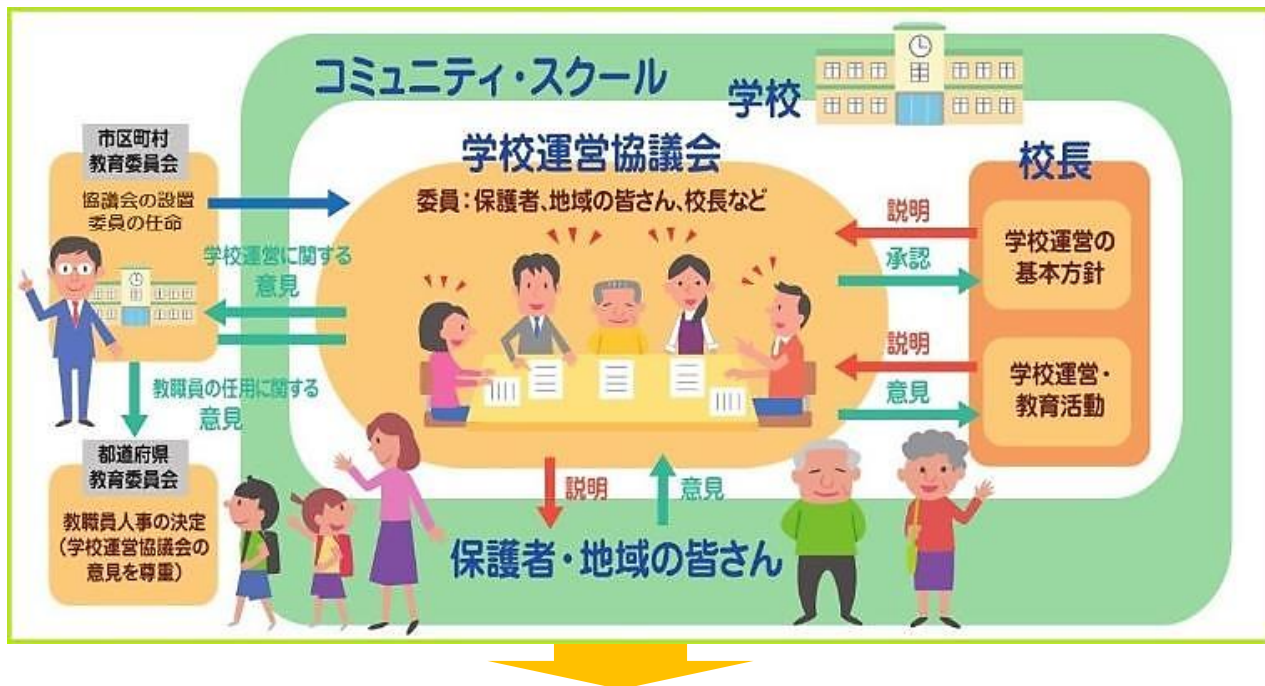 コミュニティ・スクール
学校
市区町村
教育委員会
協議会の設置
委員の任命
学校運営協議会
委員：保護者、地域の皆さん、校長など
校長
説明
承認
学校運営の
基本方針
学校運営に関する
意見
説明
意見
学校運営・
教育活動
教職員の任用に関する
意見
都道府県
教育委員会
教職員人事の決定
(学校運営協議会の
意見を尊重)
説明
意見
保護者・地域の皆さん